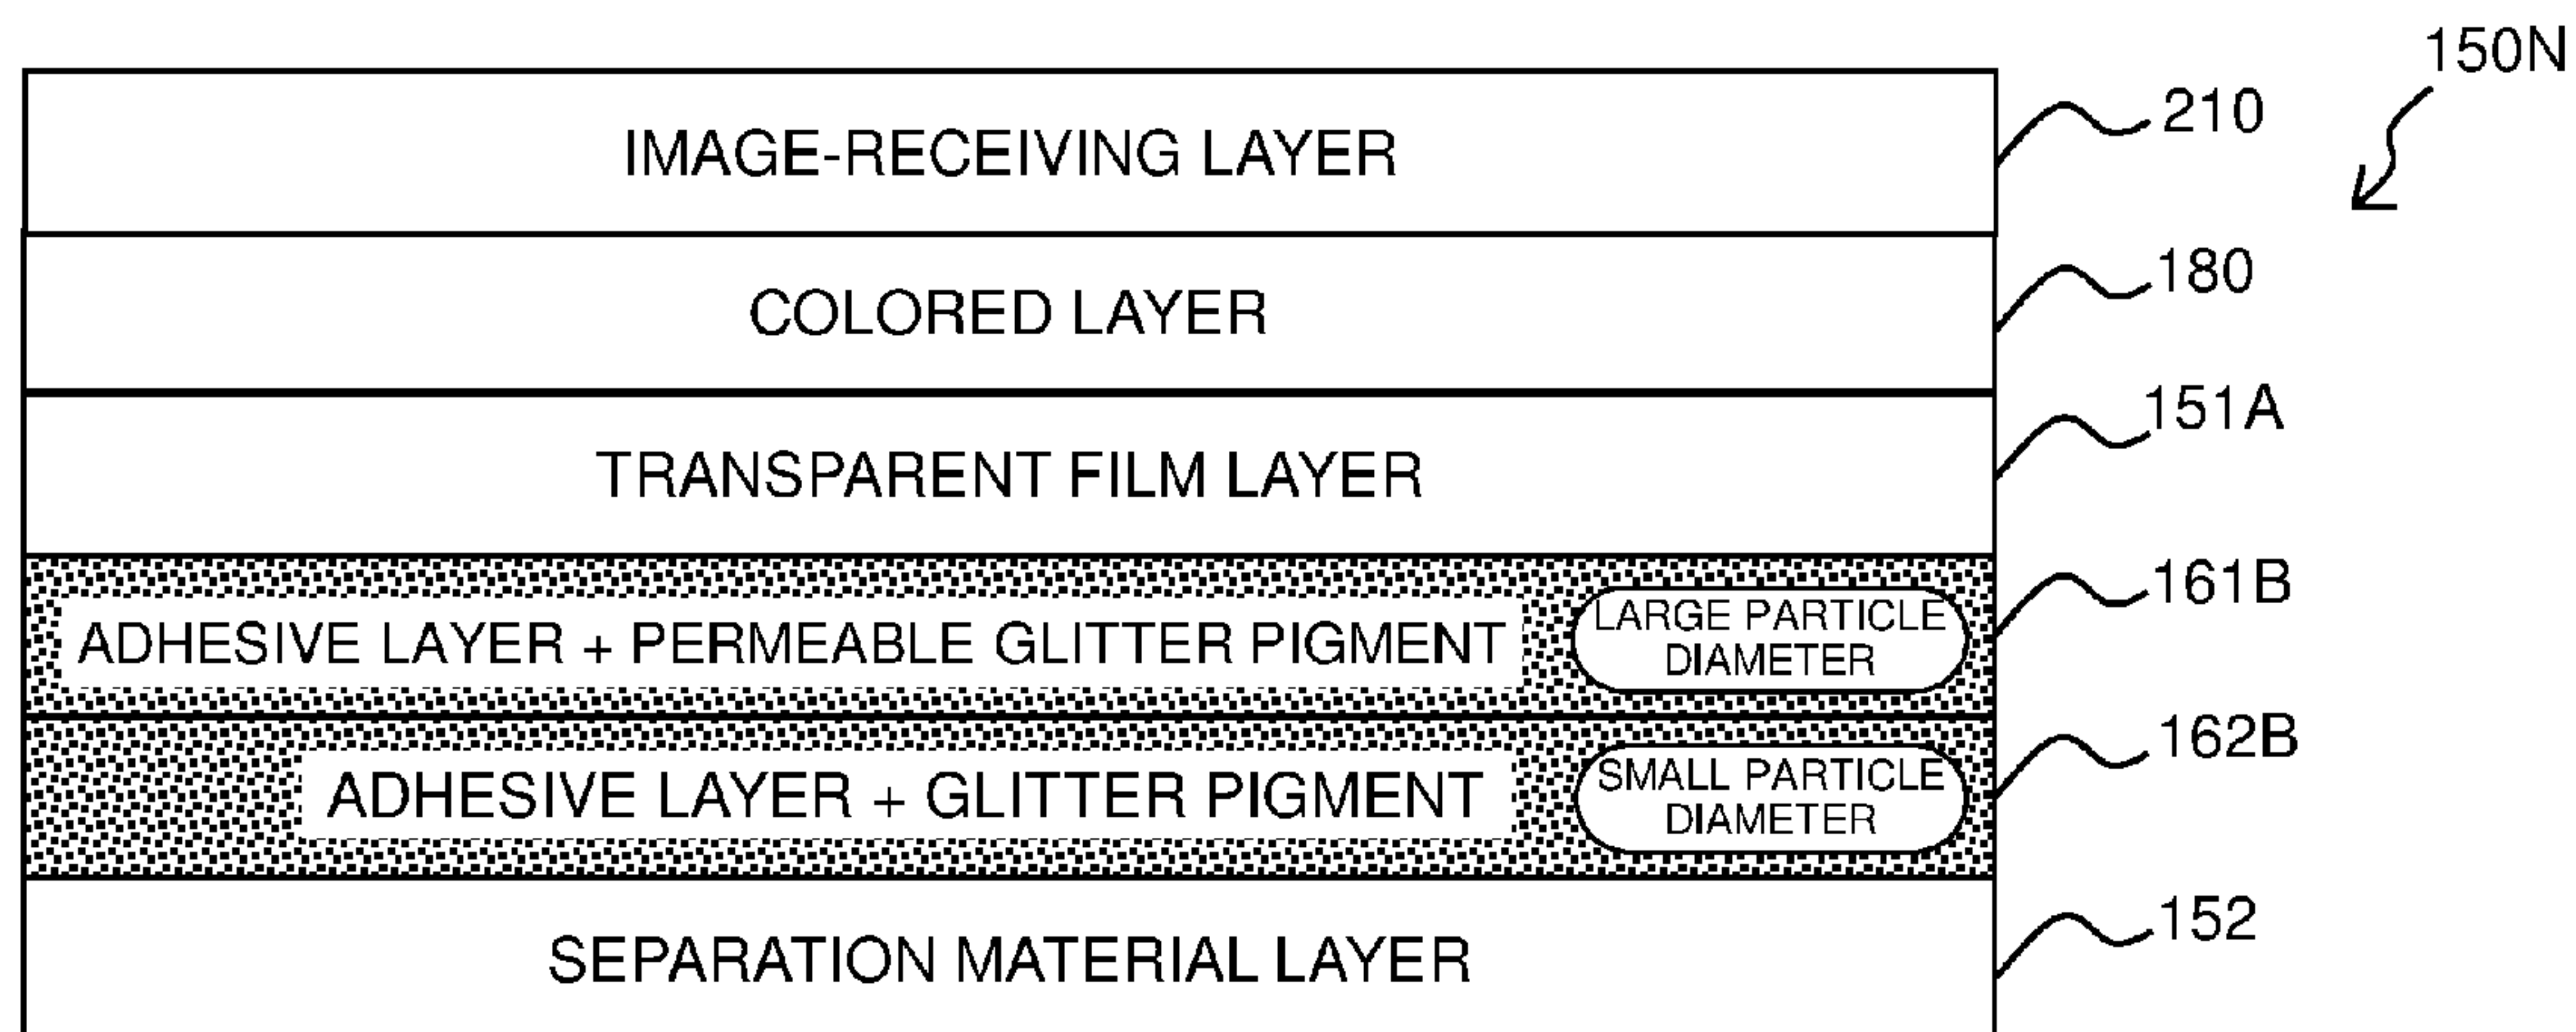 150N
IMAGE-RECEIVING LAYER
210
COLORED LAYER
180
TRANSPARENT FILM LAYER
151A
ADHESIVE LAYER + PERMEABLE GLITTER PIGMENT
LARGE PARTICLE
DIAMETER
161B
ADHESIVE LAYER + GLITTER PIGMENT
SMALL PARTICLE
DIAMETER
162B
SEPARATION MATERIAL LAYER
152